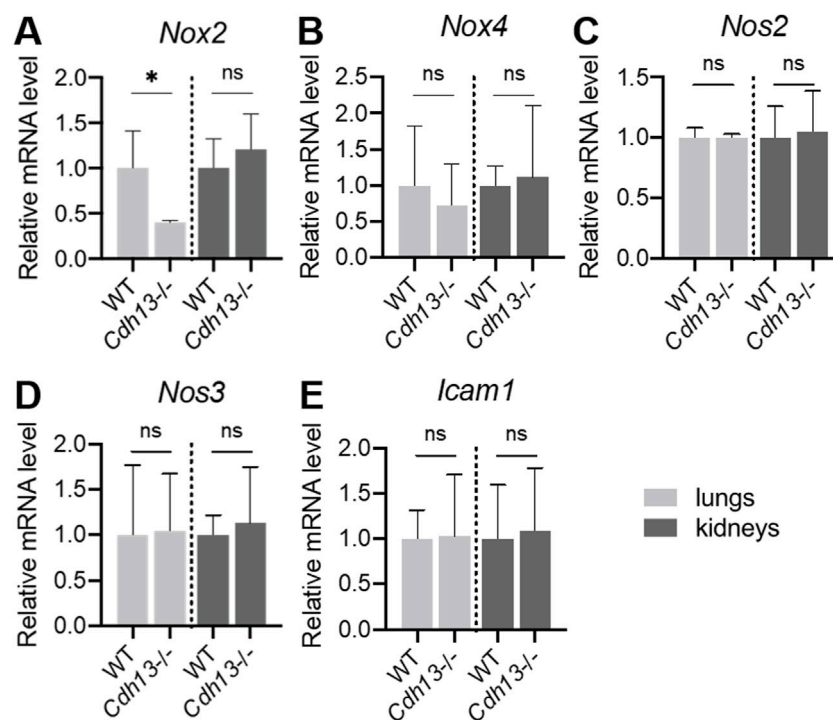 A
Nox2
Relative mRNA level
2.0
1.5
1.0
0.5
0.0
*
ns
WT
Cdh13-/-
WT
Cdh13-/-
B
Nox4
Relative mRNA level
2.5
2.0
1.5
1.0
0.5
0.0
ns
ns
WT
Cdh13-/-
WT
Cdh13-/-
C
Nos2
Relative mRNA level
1.5
1.0
0.5
0.0
ns
ns
WT
Cdh13-/-
WT
Cdh13-/-
D
Nos3
Relative mRNA level
2.0
1.5
1.0
0.5
0.0
ns
ns
WT
Cdh13-/-
WT
Cdh13-/-
E
Icam1
Relative mRNA level
2.0
1.5
1.0
0.5
0.0
ns
ns
WT
Cdh13-/-
WT
Cdh13-/-
lungs
kidneys